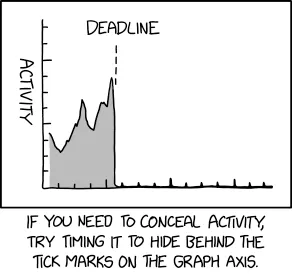 DEADLINE
ACTIVITY
IF YOU NEED TO CONCEAL ACTIVITY,
TRY TIMING IT TO HIDE BEHIND THE
TICK MARKS ON THE GRAPH AXIS.